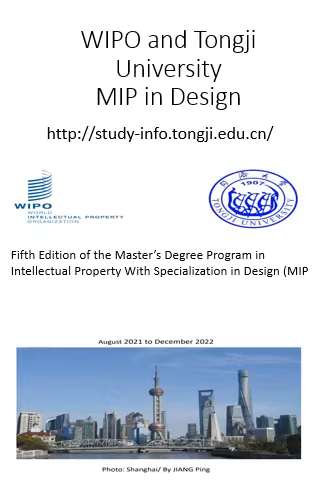 WIPO and Tongji
University
MIP in Design
http://study-info.tongji.edu.cn/
WIPO
WORLD
INTELLECTUAL PROPERTY
ORGANIZATION
1907
TONGJI UNIVERSITY
Fifth Edition of the Master's Degree Program in
Intellectual Property With Specialization in Design (MIP
August 2021 to December 2022
Photo: Shanghai/ By JIANG Ping